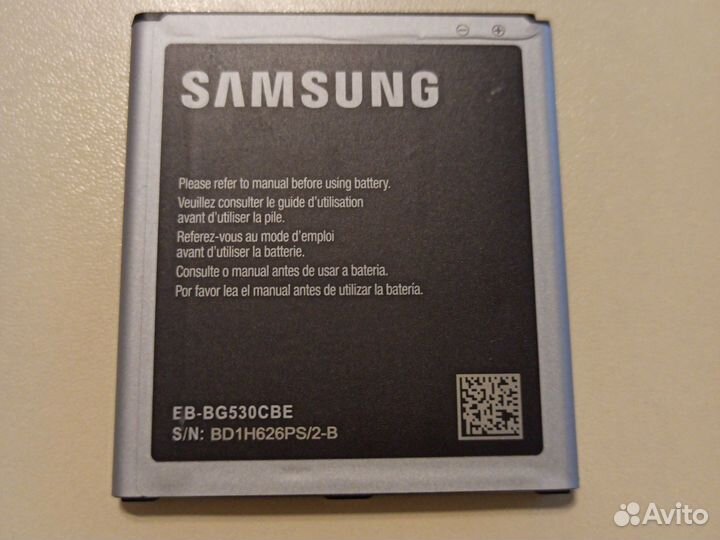 SAMSUNG
Please refer to manual before using battery.
Veuillez consulter le guide d'utilisation
avant d'utiliser la pile.
Referez-vous au mode d'emploi
avant d'utiliser la batterie.
Consulte o manual antes de usar a bateria.
Por favor lea el manual antes de utilizar la batería.
EB-BG530CBE
S/N: BD1H626PS/2-B
Avito